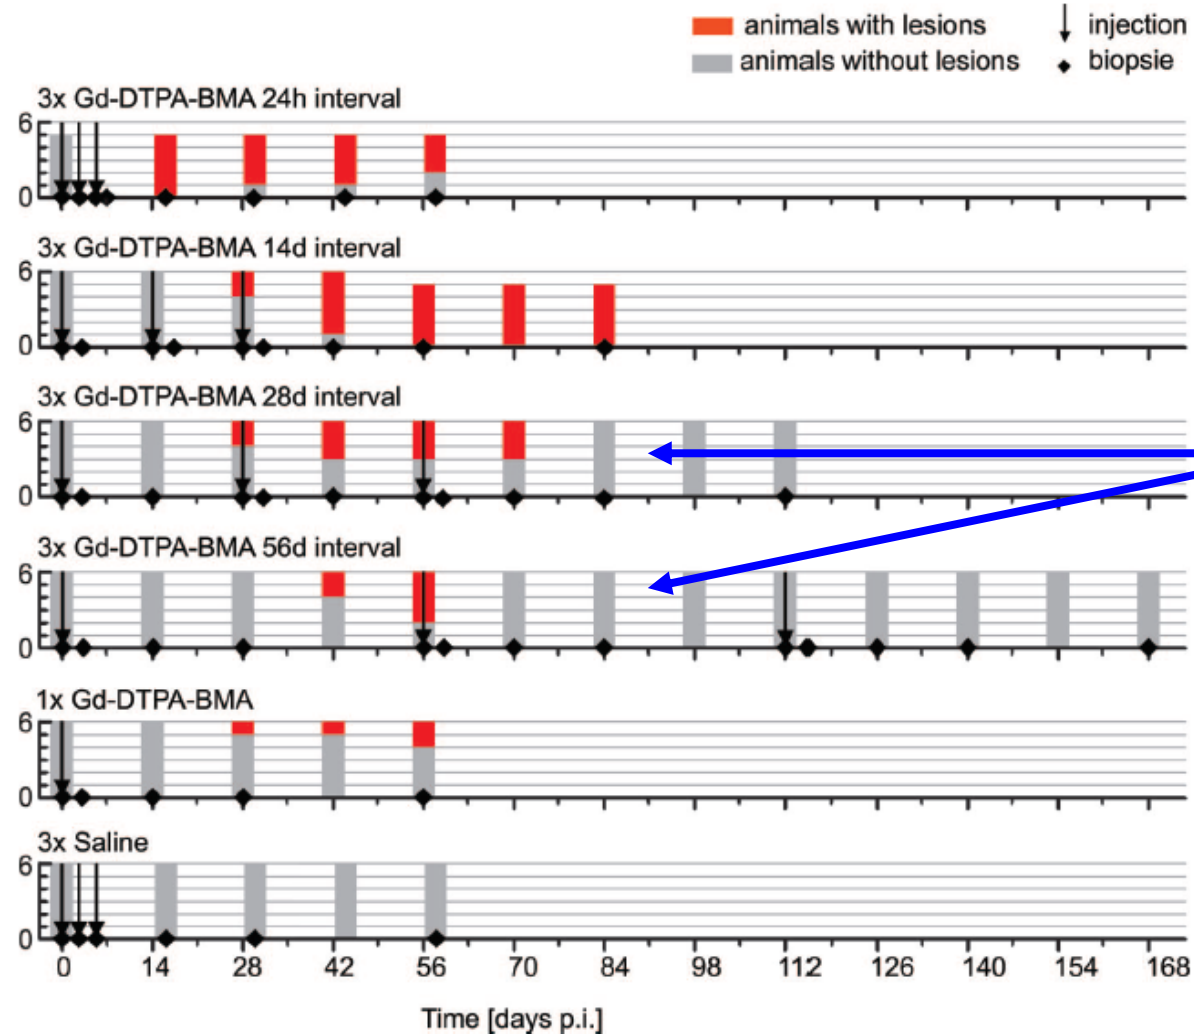 animals with lesions
injection
animals without lesions
biopsie
3x Gd-DTPA-BMA 24h interval
6
0
3x Gd-DTPA-BMA 14d interval
6
0
3x Gd-DTPA-BMA 28d interval
6
0
3x Gd-DTPA-BMA 56d interval
6
0
1x Gd-DTPA-BMA
6
0
3x Saline
6
0
0 14 28 42 56 70 84 98 112 126 140 154 168
Time [days p.i.]